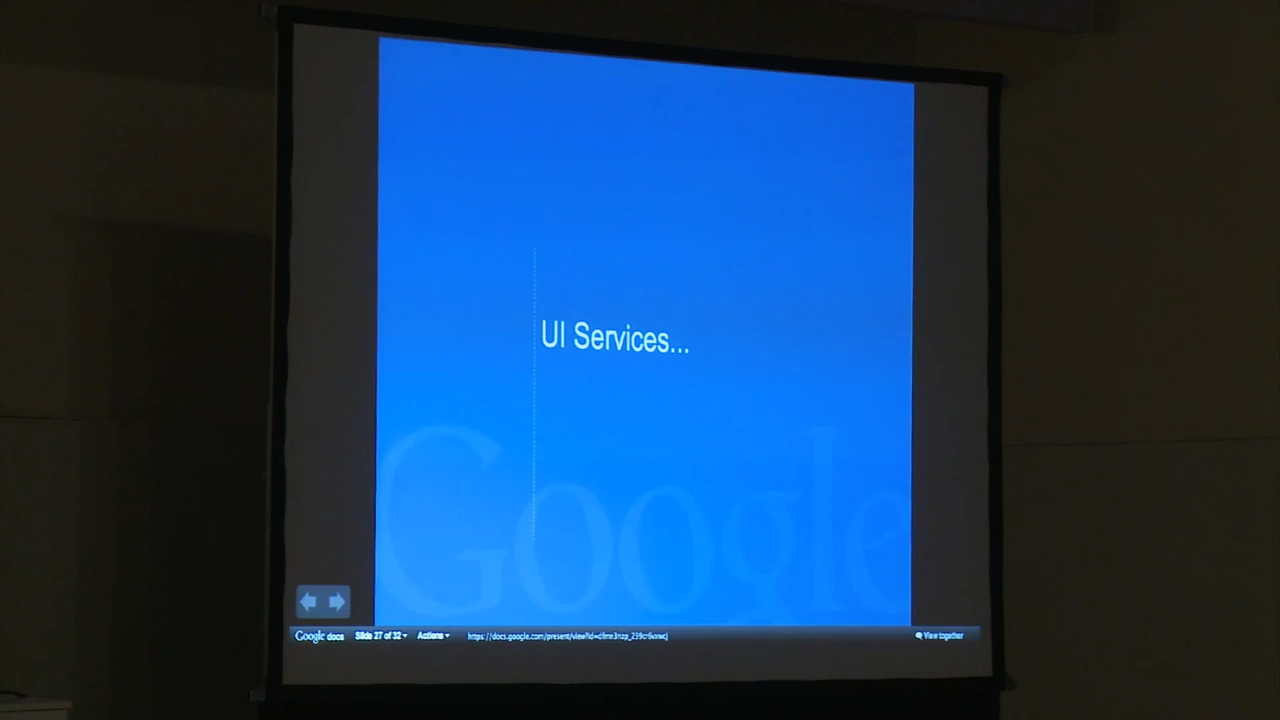 UI Services...
Google
Google docs
Slide 27 of 32
Actions
View together